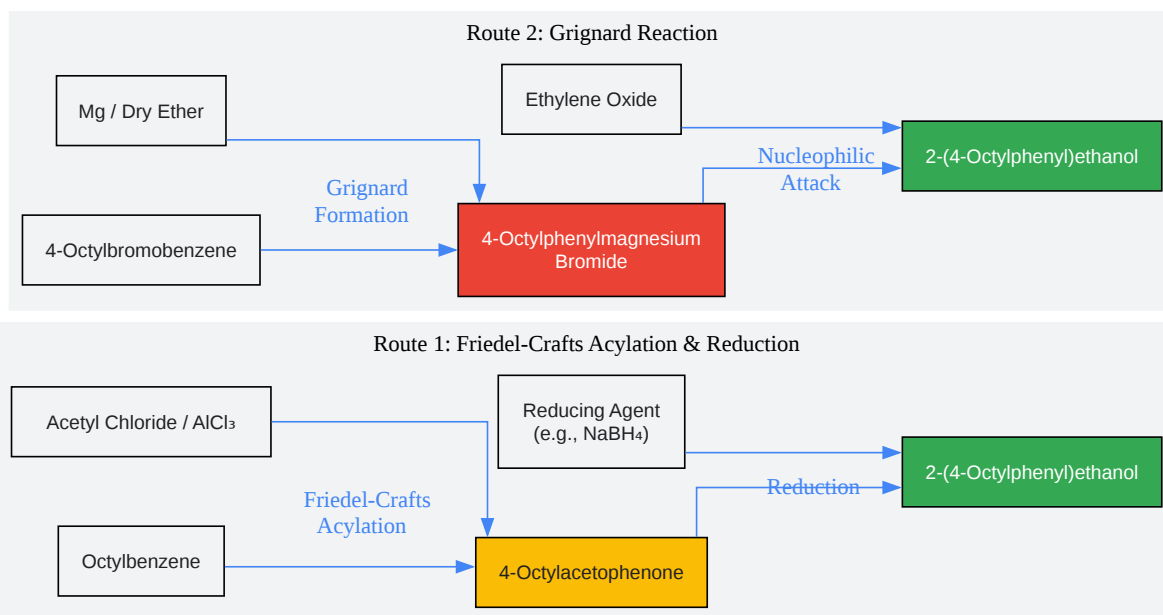 Route 2: Grignard Reaction
Mg / Dry Ether
Ethylene Oxide
2-(4-Octylphenyl)ethanol
Nucleophilic
Attack
Grignard
Formation
4-Octylbromobenzene
4-Octylphenylmagnesium
Bromide
Route 1: Friedel-Crafts Acylation & Reduction
Acetyl Chloride / AlCl₃
Reducing Agent
(e.g., NaBH₄)
2-(4-Octylphenyl)ethanol
Reduction
Friedel-Crafts
Acylation
Octylbenzene
4-Octylacetophenone